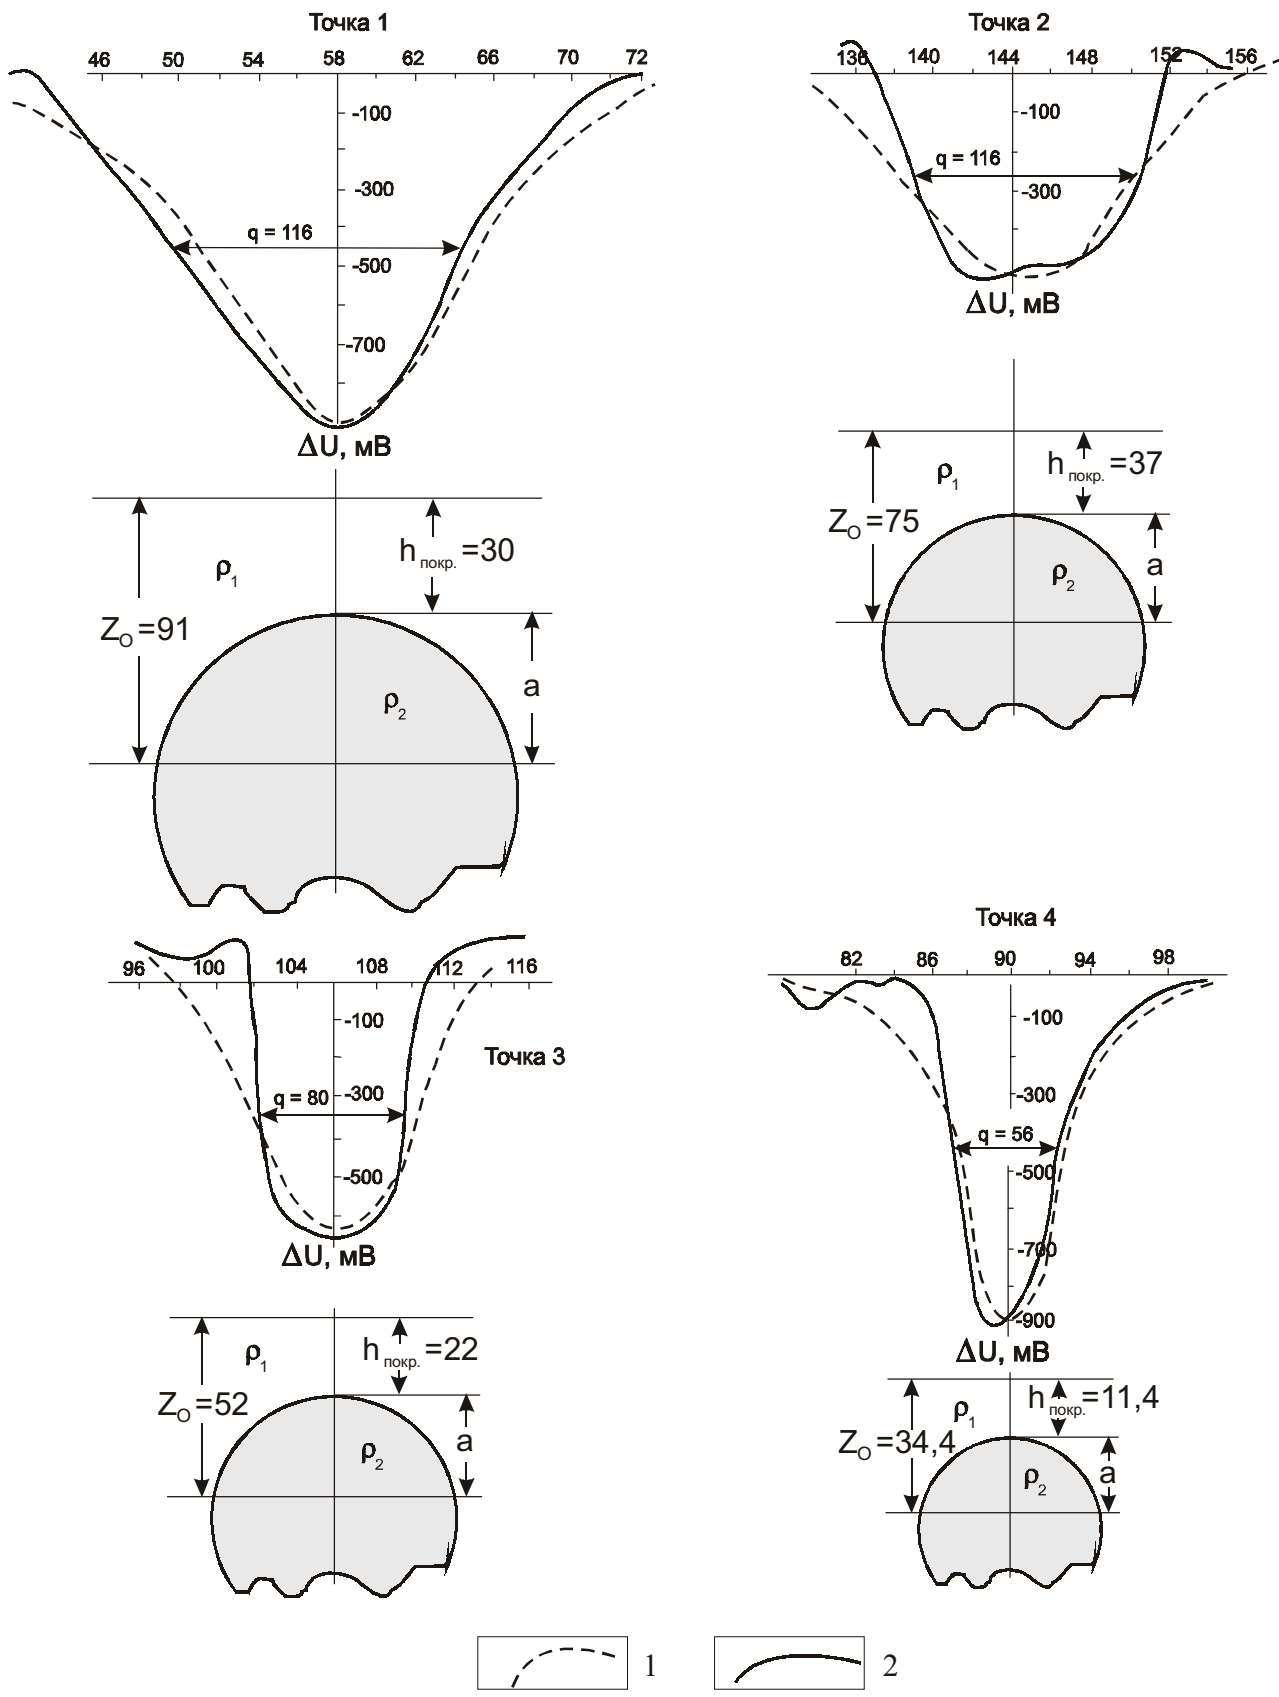 Точка 1
46 50 54 58 62 66 70 72
-100
-300
q = 116
-500
-700
ΔU, мВ
h покр. =30
ρ1
Zo=91
a
ρ2
Точка 2
136 140 144 148 152 156
-100
q = 116
-300
ΔU, мВ
h покр. =37
ρ1
Zo=75
a
ρ2
96 100 104 108 112 116
-100
Точка 3
q = 80
-300
-500
ΔU, мВ
h покр. =22
ρ1
Zo=52
a
ρ2
Точка 4
82 86 90 94 98
-100
-300
q = 56
-500
-700
-900
ΔU, мВ
h покр. =11,4
ρ1
Zo=34,4
a
ρ2
1
2